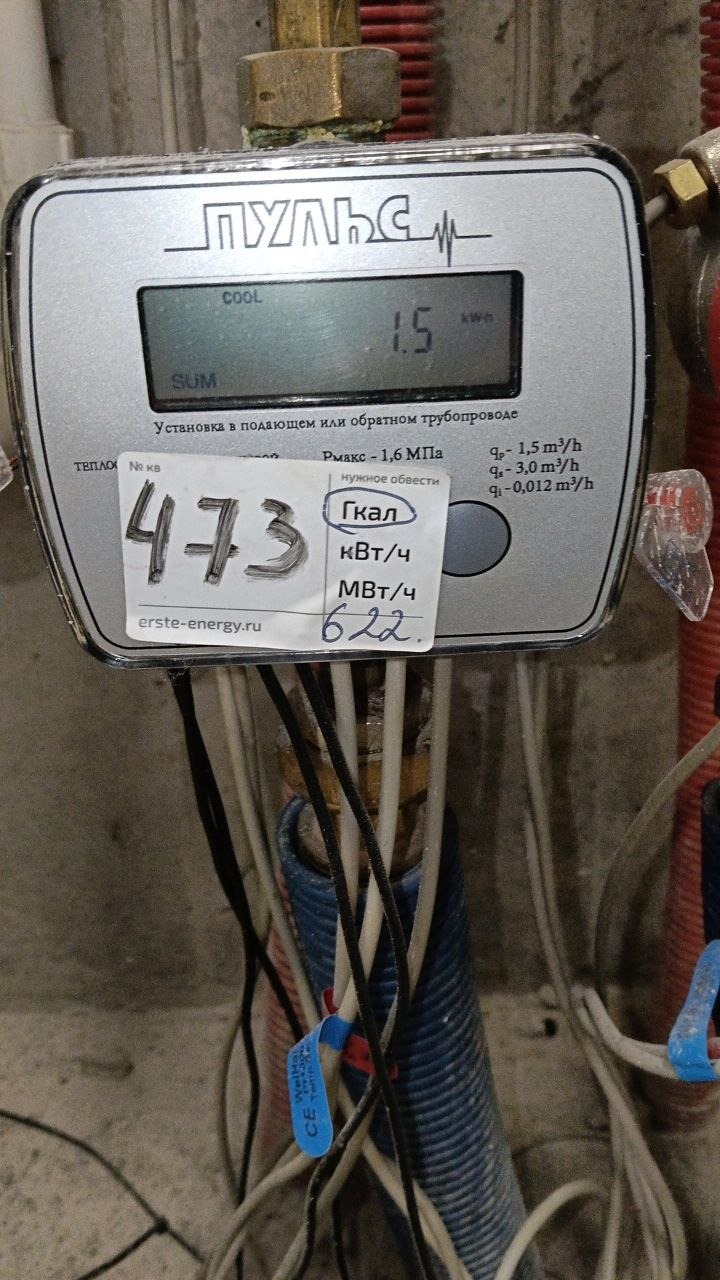 ПУЛЬС
COOL
1.5 kW·h
SUM
Установка в подающем или обратном трубопроводе
Pмакс - 1,6 МПа
qp- 1,5 m³/h
qs- 3,0 m³/h
qi -0,012 m³/h
№ кв
473
нужное обвести
Гкал
кВт/ч
МВт/ч
622.
erste-energy.ru
CE